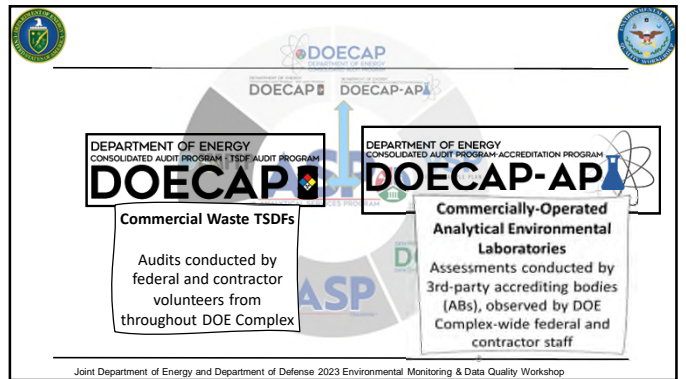 DOECAP
DEPARTMENT OF ENERGY
CONSOLIDATED AUDIT PROGRAM
DOECAP DOECAP-AP
DEPARTMENT OF ENERGY
CONSOLIDATED AUDIT PROGRAM - TSDF AUDIT PROGRAM
DOECAP
DEPARTMENT OF ENERGY
CONSOLIDATED AUDIT PROGRAM-ACCREDITATION PROGRAM
DOECAP-AP
Commercial Waste TSDFs
Audits conducted by
federal and contractor
volunteers from
throughout DOE Complex
Commercially-Operated
Analytical Environmental
Laboratories
Assessments conducted by
3rd-party accrediting bodies
(ABs), observed by DOE
Complex-wide federal and
contractor staff
ASP
ASP
Joint Department of Energy and Department of Defense 2023 Environmental Monitoring & Data Quality Workshop